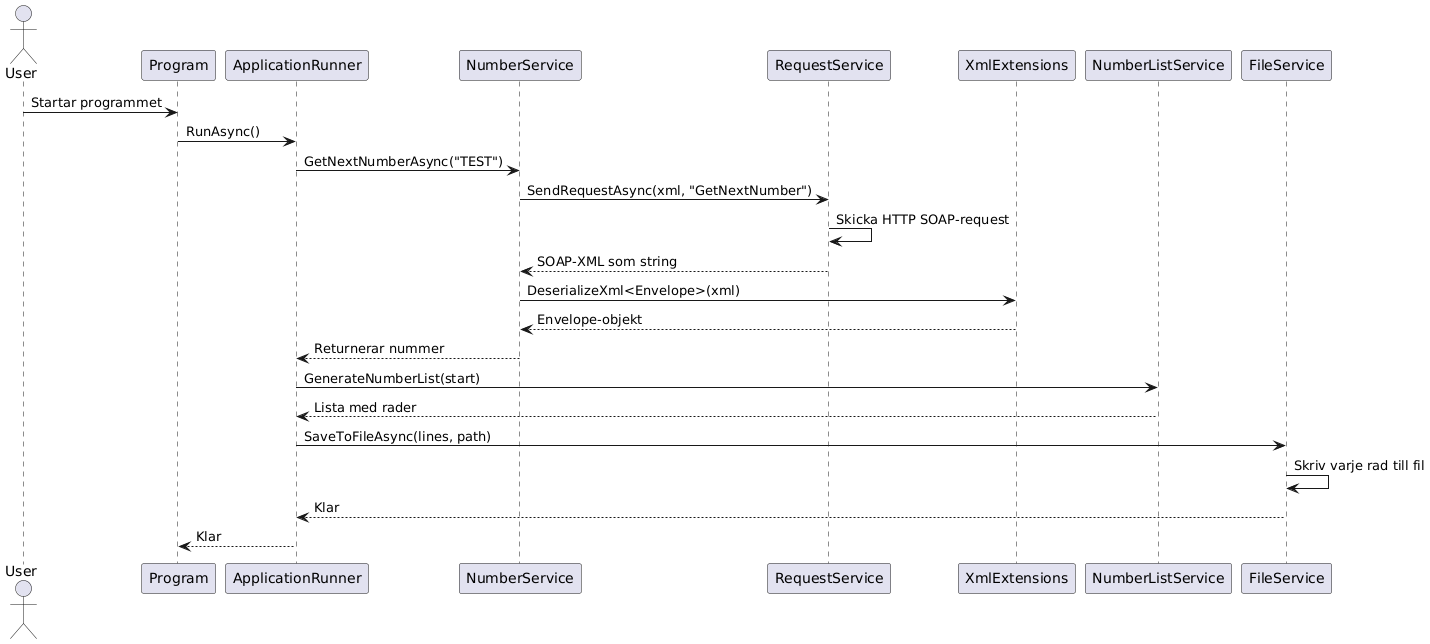 User
Program
ApplicationRunner
NumberService
RequestService
XmlExtensions
NumberListService
FileService
Startar programmet
RunAsync()
GetNextNumberAsync("TEST")
SendRequestAsync(xml, "GetNextNumber")
Skicka HTTP SOAP-request
SOAP-XML som string
DeserializeXml<Envelope>(xml)
Envelope-objekt
Returnerar nummer
GenerateNumberList(start)
Lista med rader
SaveToFileAsync(lines, path)
Skriv varje rad till fil
Klar
Klar
User
Program
ApplicationRunner
NumberService
RequestService
XmlExtensions
NumberListService
FileService